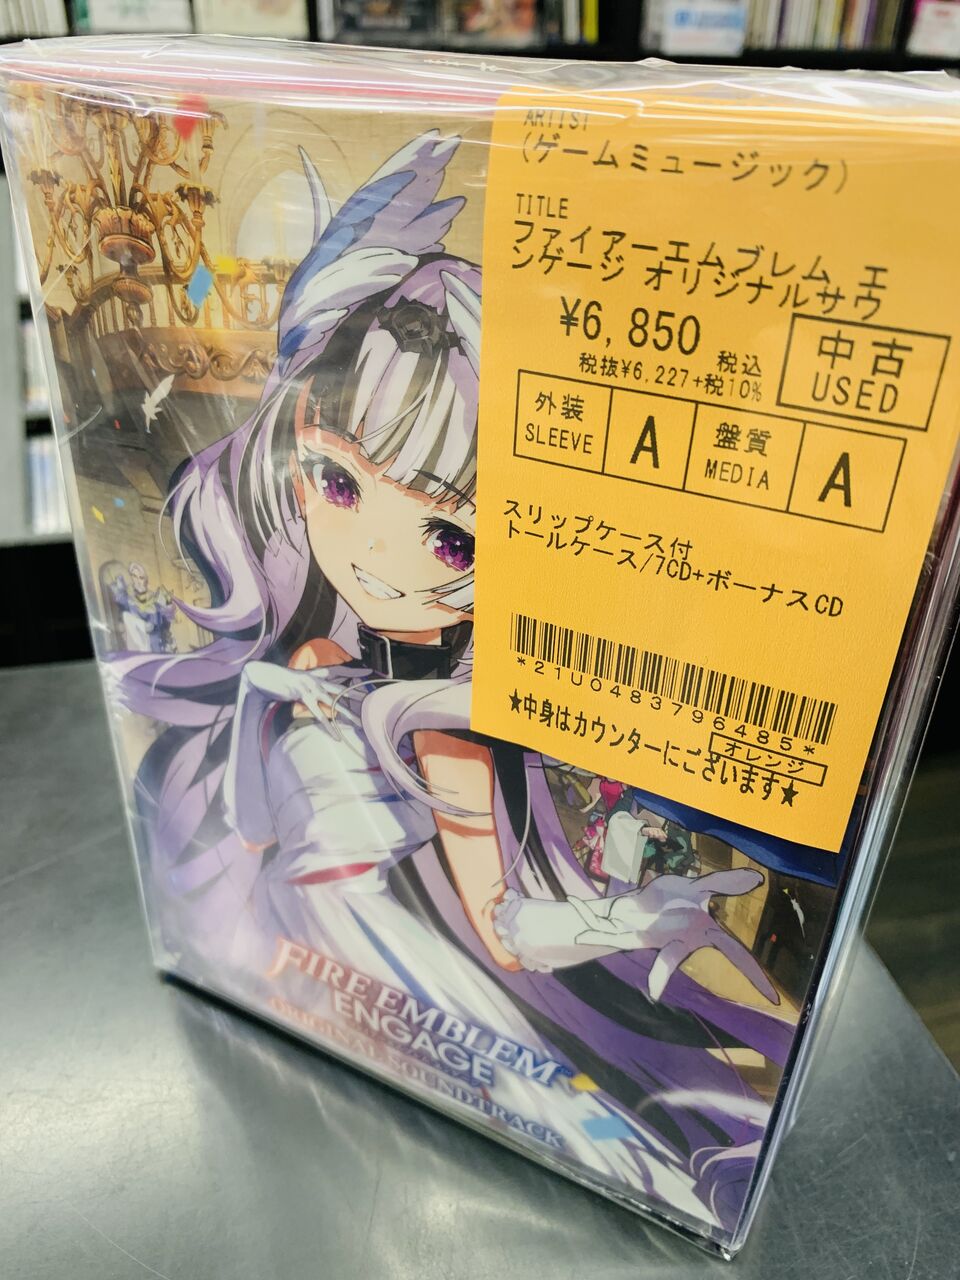 ARTIST
(ゲームミュージック)
TITLE
ファイアーエムブレム エ
ンゲージ オリジナルサウ
¥6,850 税込
税抜¥6,227+税10%
中古
USED
外装
SLEEVE
A
盤質
MEDIA
A
スリップケース付
トールケース/7CD+ボーナスCD
*21U0483796485*
オレンジ
★中身はカウンターにございます★
FIRE EMBLEM
ENGAGE
ORIGINAL SOUNDTRACK